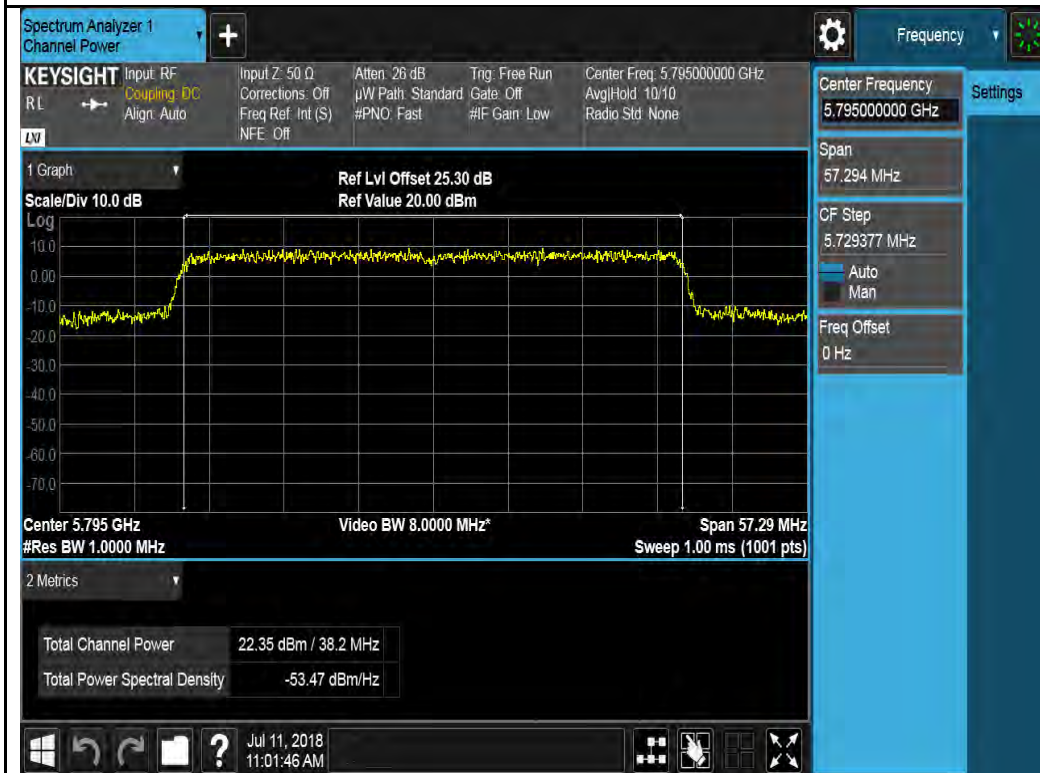 Spectrum Analyzer 1
Channel Power
+
Frequency
KEYSIGHT
R L
LXI
Input: RF
Coupling: DC
Align: Auto
Input Z: 50 Ω
Corrections: Off
Freq Ref: Int (S)
NFE: Off
Atten: 26 dB
µW Path: Standard
#PNO: Fast
Trig: Free Run
Gate: Off
#IF Gain: Low
Center Freq: 5.795000000 GHz
Avg|Hold: 10/10
Radio Std: None
Center Frequency
5.795000000 GHz
Settings
Span
57.294 MHz
CF Step
5.729377 MHz
Auto
Man
Freq Offset
0 Hz
1 Graph
Scale/Div 10.0 dB
Ref Lvl Offset 25.30 dB
Ref Value 20.00 dBm
Log
10.0
0.00
-10.0
-20.0
-30.0
-40.0
-50.0
-60.0
-70.0
Center 5.795 GHz
#Res BW 1.0000 MHz
Video BW 8.0000 MHz*
Span 57.29 MHz
Sweep 1.00 ms (1001 pts)
2 Metrics
Total Channel Power 22.35 dBm / 38.2 MHz
Total Power Spectral Density -53.47 dBm/Hz
?
Jul 11, 2018
11:01:46 AM